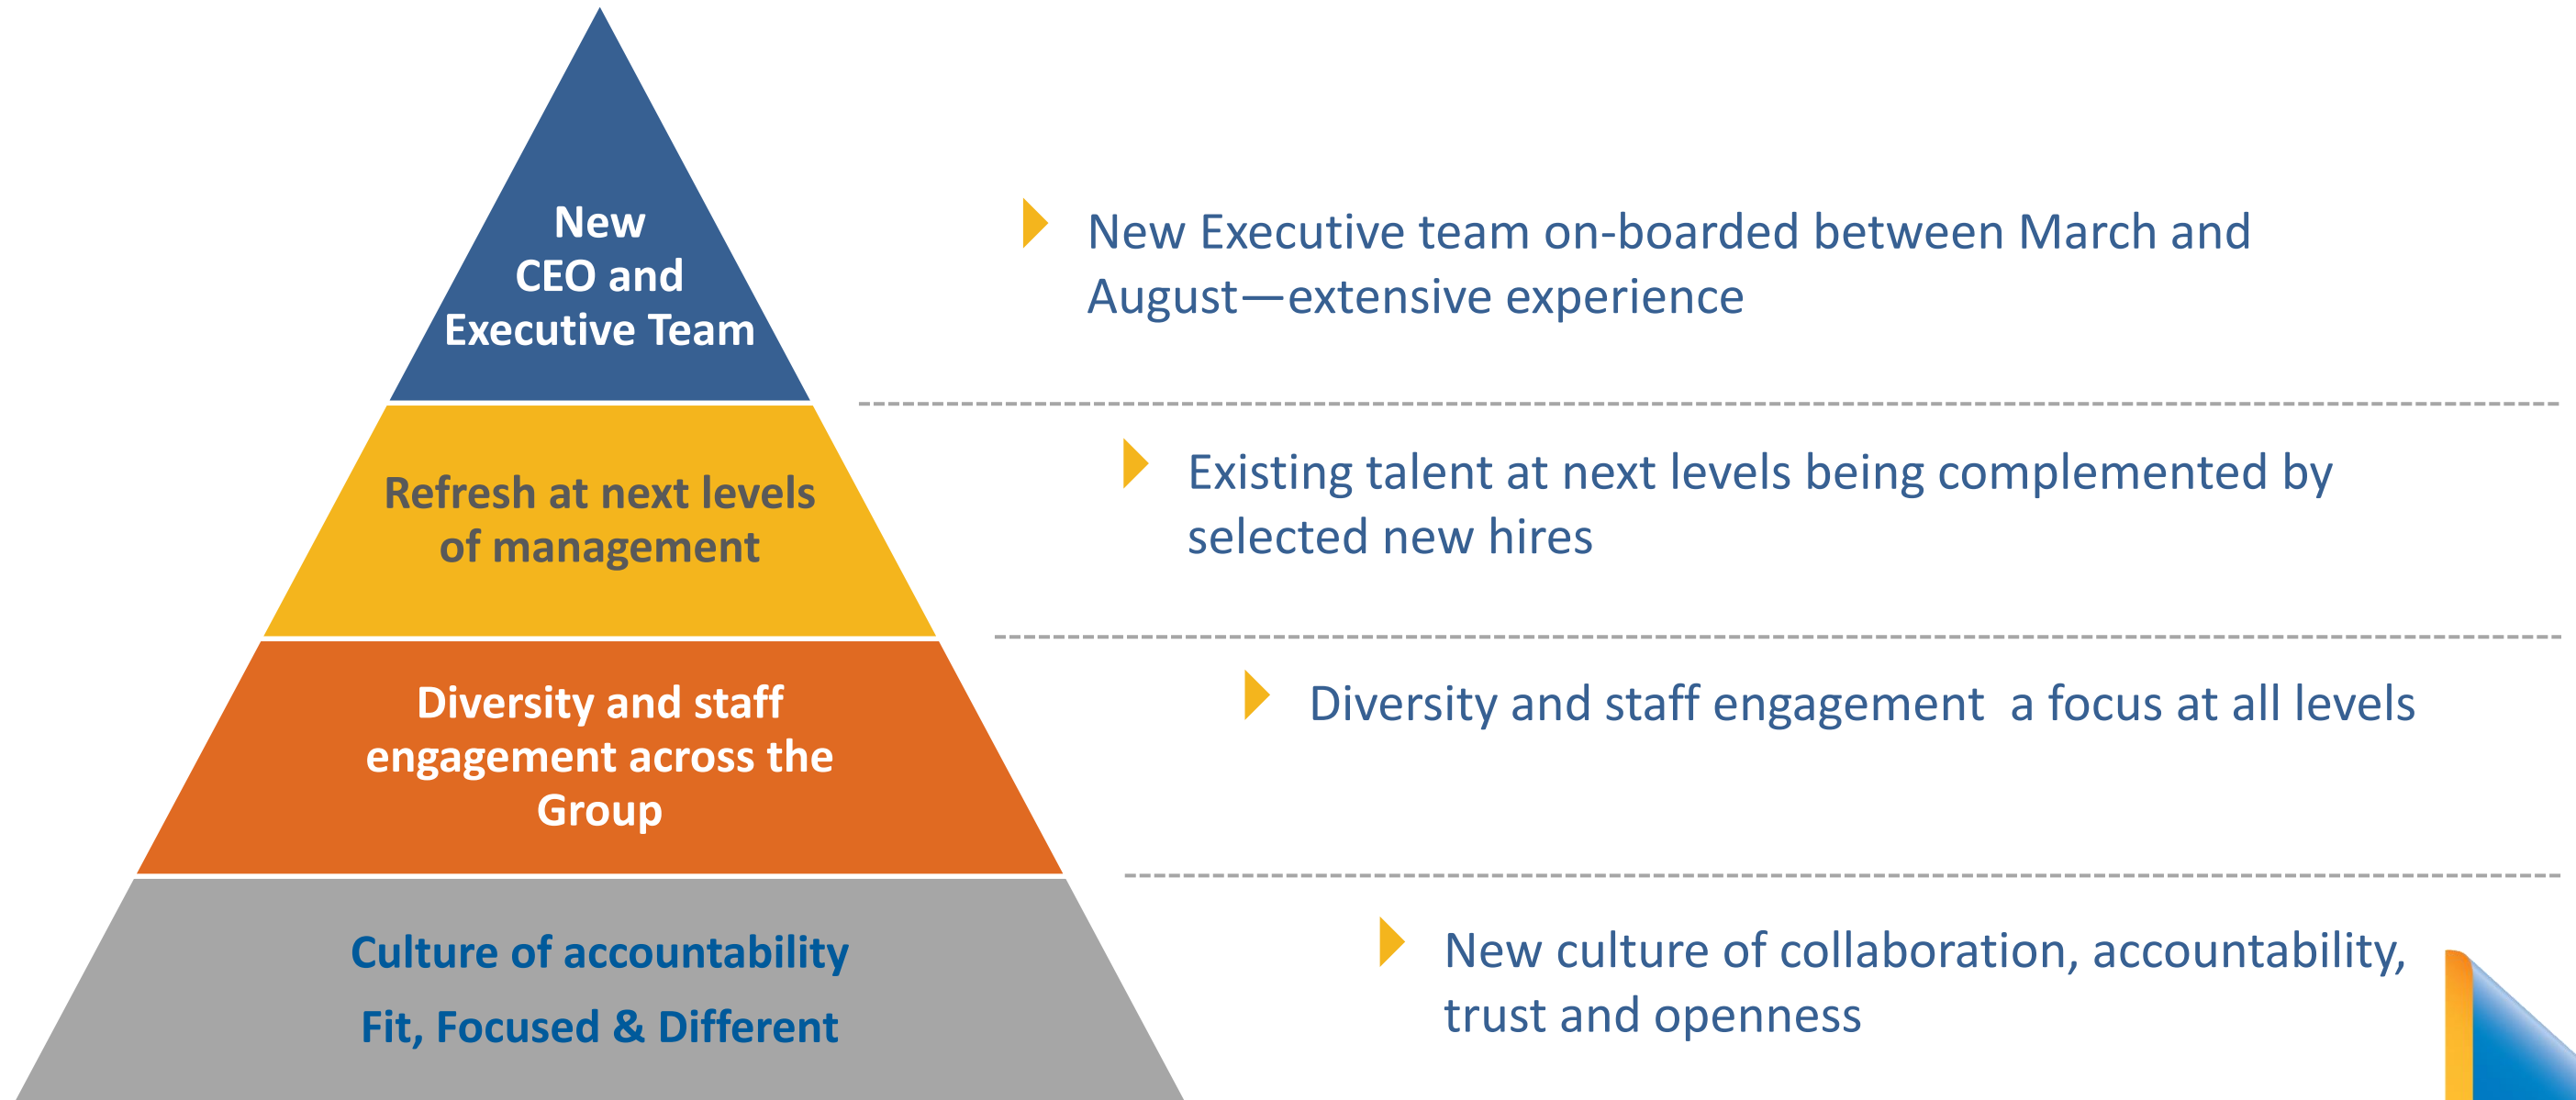 New
CEO and
Executive Team
New Executive team on-boarded between March and
August—extensive experience
Refresh at next levels
of management
Existing talent at next levels being complemented by
selected new hires
Diversity and staff
engagement across the
Group
Diversity and staff engagement  a focus at all levels
Culture of accountability
Fit, Focused & Different
New culture of collaboration, accountability,
trust and openness